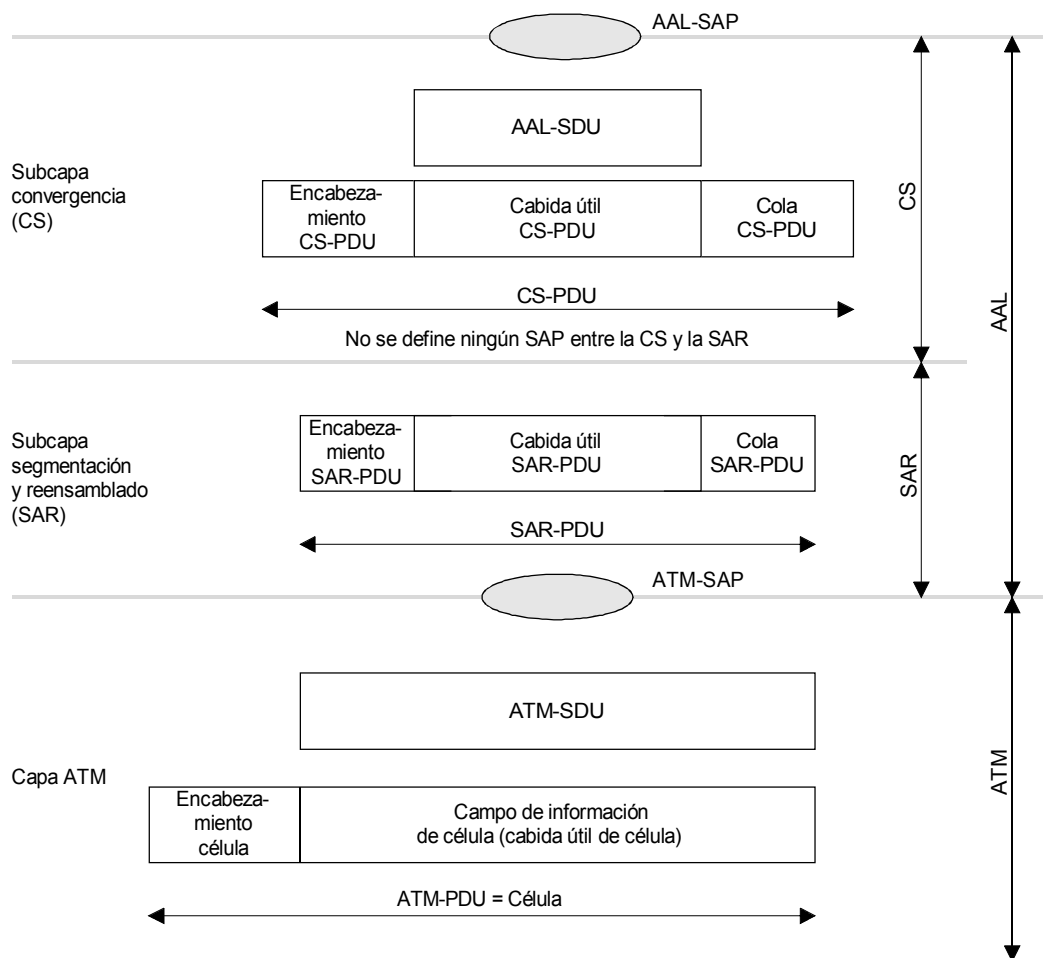 AAL-SAP
AAL-SDU
Subcapa
convergencia
(CS)
Encabeza-
miento
CS-PDU
Cabida útil
CS-PDU
Cola
CS-PDU
CS
CS-PDU
No se define ningún SAP entre la CS y la SAR
AAL
Subcapa
segmentación
y reensamblado
(SAR)
Encabeza-
miento
SAR-PDU
Cabida útil
SAR-PDU
Cola
SAR-PDU
SAR
SAR-PDU
ATM-SAP
ATM-SDU
Capa ATM
Encabeza-
miento
célula
Campo de información
de célula (cabida útil de célula)
ATM
ATM-PDU = Célula